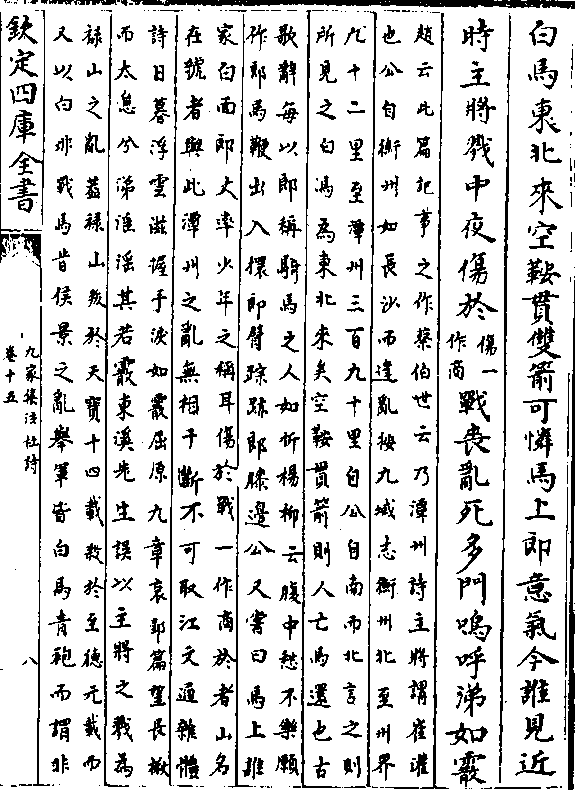 白馬東北來空鞍貫雙箭可憐馬上郎意氣今誰見近
時主將戮中夜傷於傷一作商戰喪亂死多門嗚呼涕如霰
趙云此篇記事之作蔡伯世云乃潭州詩主將謂崔瓘
也公自衡州如長沙而逢亂按九域志衡州北至州界
九十二里至潭州三百九十里自公自南而北言之則
所見之白馬為東北來矣空鞍貫箭則人亡馬還也古
歌辭每以郎稱騎馬之人如折楊柳云腹中愁不樂願
作郎馬鞭出入擐郎臂踪跡郎膝邊公又嘗曰馬上誰
家白面郎大率少年之稱耳傷於戰一作商於者山名
在虢者與此潭州之亂無相干斷不可取江文通雜體
詩日暮浮雲滋握手淚如霰屈原九章哀郢篇望長楸
而太息兮涕淫淫其若霰東溪先生誤以主將之戮為
祿山之亂蓋祿山叛於天寶十四載殺於至德元載而
又以白非戰馬昔侯景之亂舉軍皆白馬青袍而謂非
欽定四庫全書
九家集注杜詩
卷十五
八